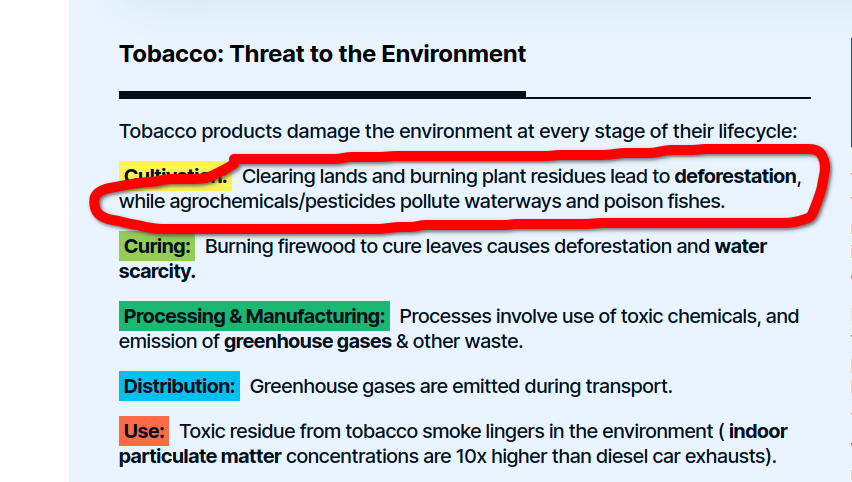 Tobacco: Threat to the Environment
Tobacco products damage the environment at every stage of their lifecycle:
Cultivation: Clearing lands and burning plant residues lead to deforestation,
while agrochemicals/pesticides pollute waterways and poison fishes.
Curing: Burning firewood to cure leaves causes deforestation and water
scarcity.
Processing & Manufacturing: Processes involve use of toxic chemicals, and
emission of greenhouse gases & other waste.
Distribution: Greenhouse gases are emitted during transport.
Use: Toxic residue from tobacco smoke lingers in the environment ( indoor
particulate matter concentrations are 10x higher than diesel car exhausts).